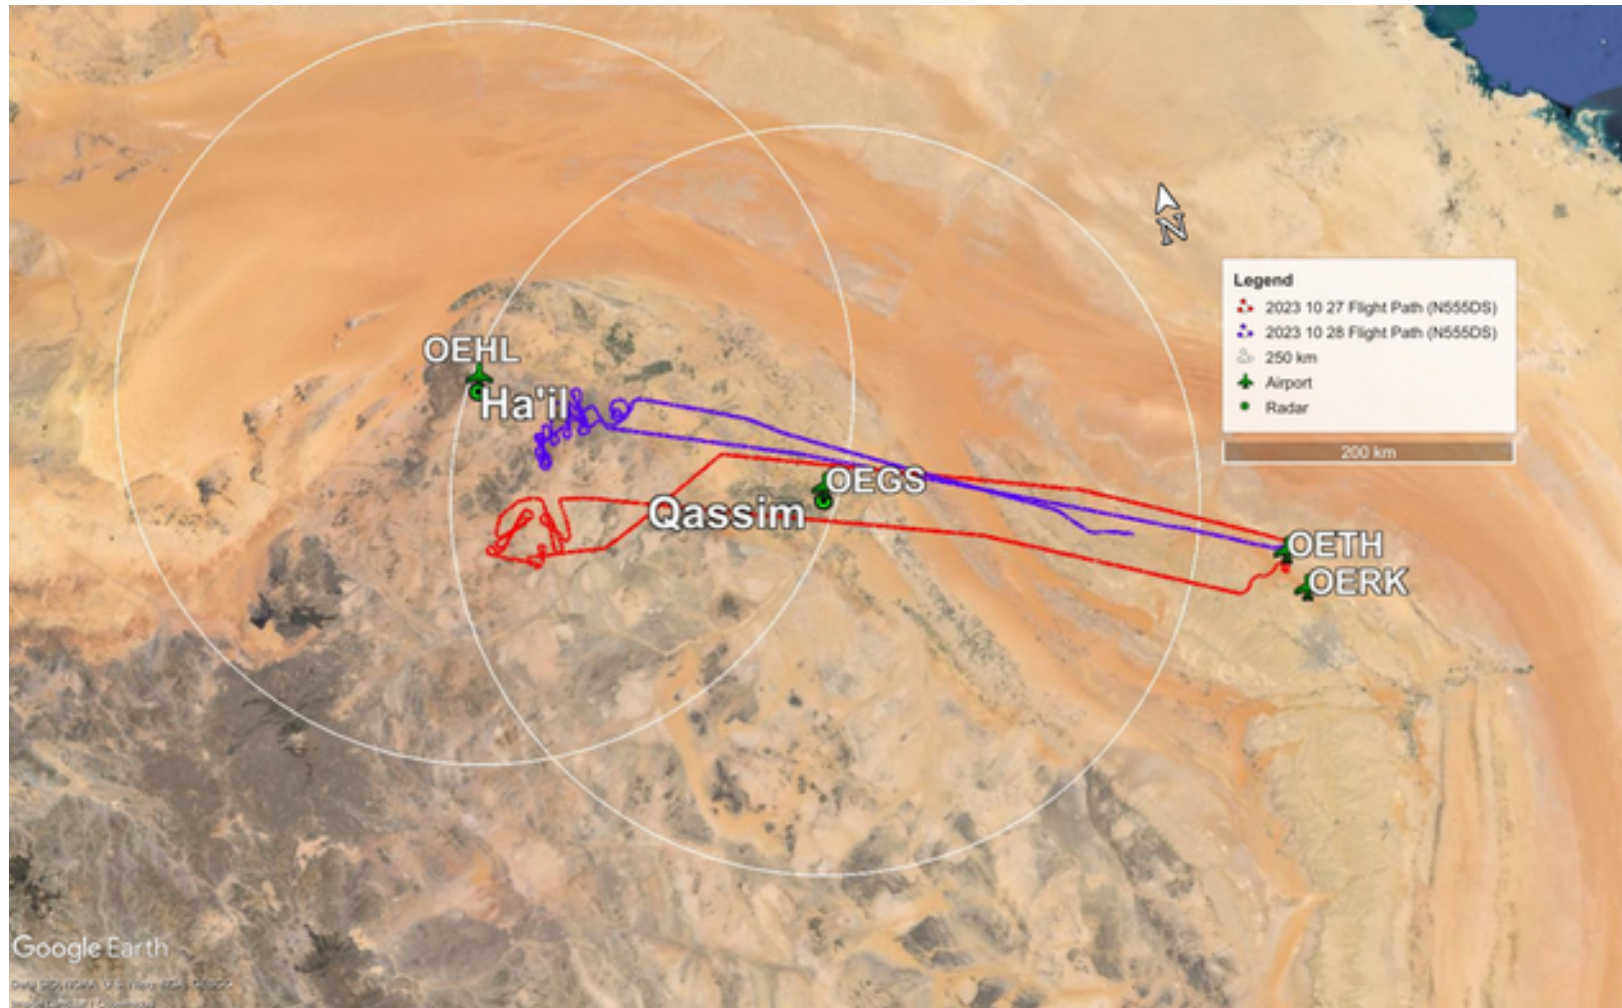 N
Legend
2023 10 27 Flight Path (N555DS)
2023 10 28 Flight Path (N555DS)
250 km
Airport
Radar
200 km
OEHL
Ha'il
OEGS
Qassim
OETH
OERK
Google Earth